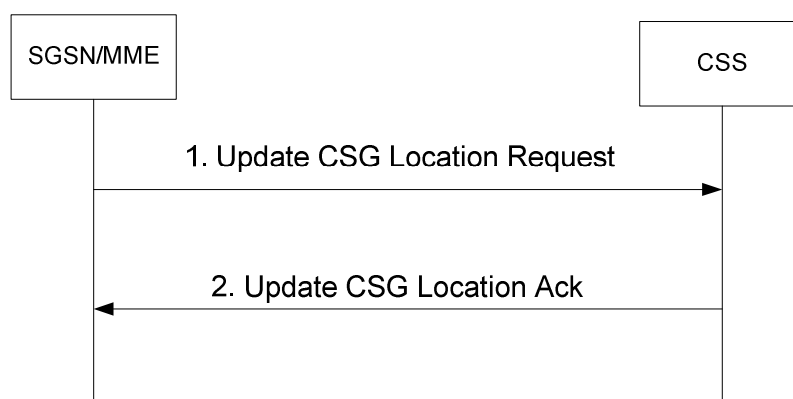 SGSN/MME
CSS
1. Update CSG Location Request
2. Update CSG Location Ack